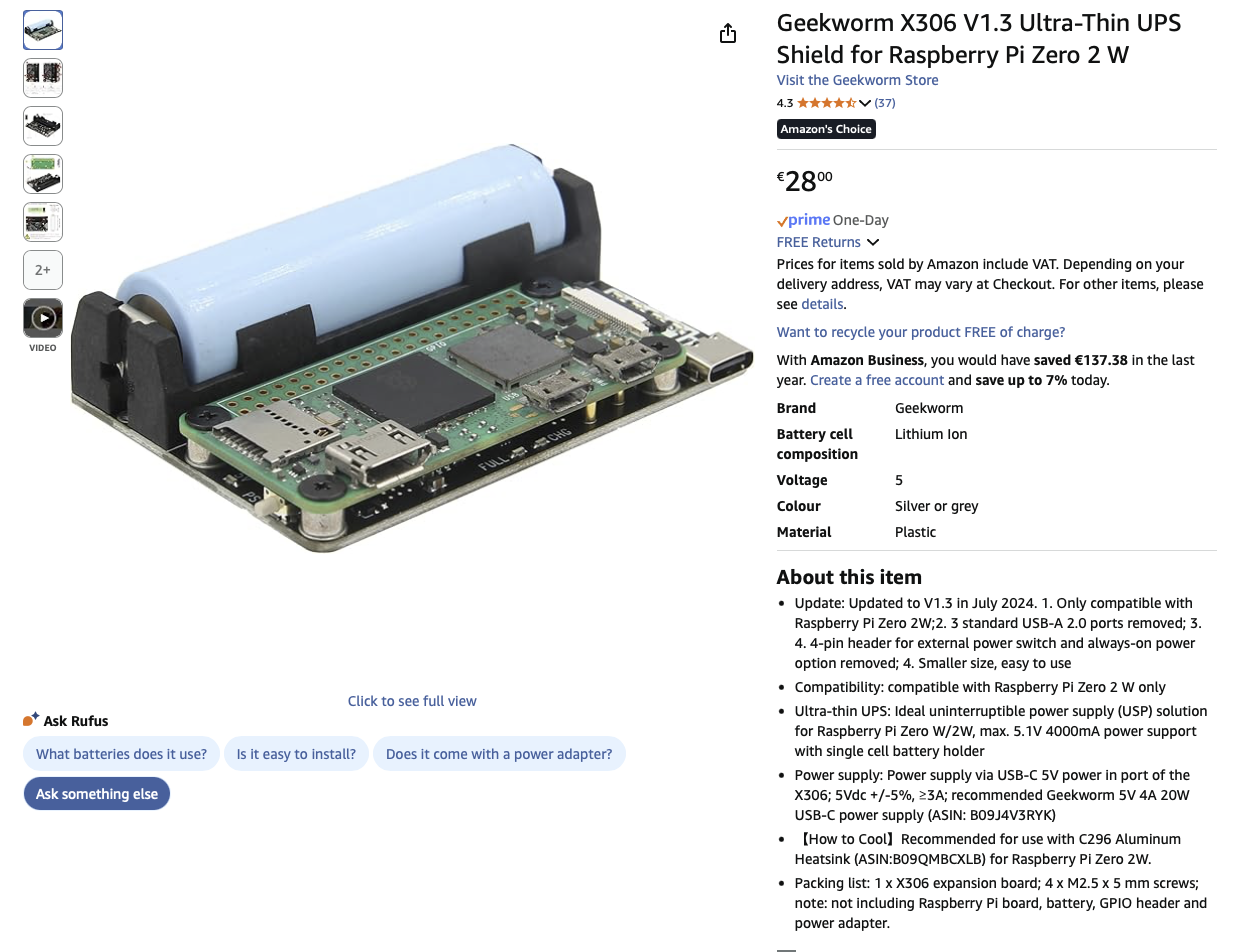 Geekworm X306 V1.3 Ultra-Thin UPS
Shield for Raspberry Pi Zero 2 W
Visit the Geekworm Store
4.3 (37)
Amazon's Choice
€28⁰⁰
prime One-Day
FREE Returns
Prices for items sold by Amazon include VAT. Depending on your
delivery address, VAT may vary at Checkout. For other items, please
see details.
Want to recycle your product FREE of charge?
With Amazon Business, you would have saved €137.38 in the last
year. Create a free account and save up to 7% today.
Brand Geekworm
Battery cell Lithium Ion
composition
Voltage 5
Colour Silver or grey
Material Plastic
About this item
• Update: Updated to V1.3 in July 2024. 1. Only compatible with
Raspberry Pi Zero 2W;2. 3 standard USB-A 2.0 ports removed; 3.
4. 4-pin header for external power switch and always-on power
option removed; 4. Smaller size, easy to use
• Compatibility: compatible with Raspberry Pi Zero 2 W only
• Ultra-thin UPS: Ideal uninterruptible power supply (USP) solution
for Raspberry Pi Zero W/2W, max. 5.1V 4000mA power support
with single cell battery holder
• Power supply: Power supply via USB-C 5V power in port of the
X306; 5Vdc +/-5%, ≥3A; recommended Geekworm 5V 4A 20W
USB-C power supply (ASIN: B09J4V3RYK)
• 【How to Cool】Recommended for use with C296 Aluminum
Heatsink (ASIN:B09QMBCXLB) for Raspberry Pi Zero 2W.
• Packing list: 1 x X306 expansion board; 4 x M2.5 x 5 mm screws;
note: not including Raspberry Pi board, battery, GPIO header and
power adapter.
2+
VIDEO
GPIO
USB
FULL
CHG
Click to see full view
Ask Rufus
What batteries does it use?
Is it easy to install?
Does it come with a power adapter?
Ask something else